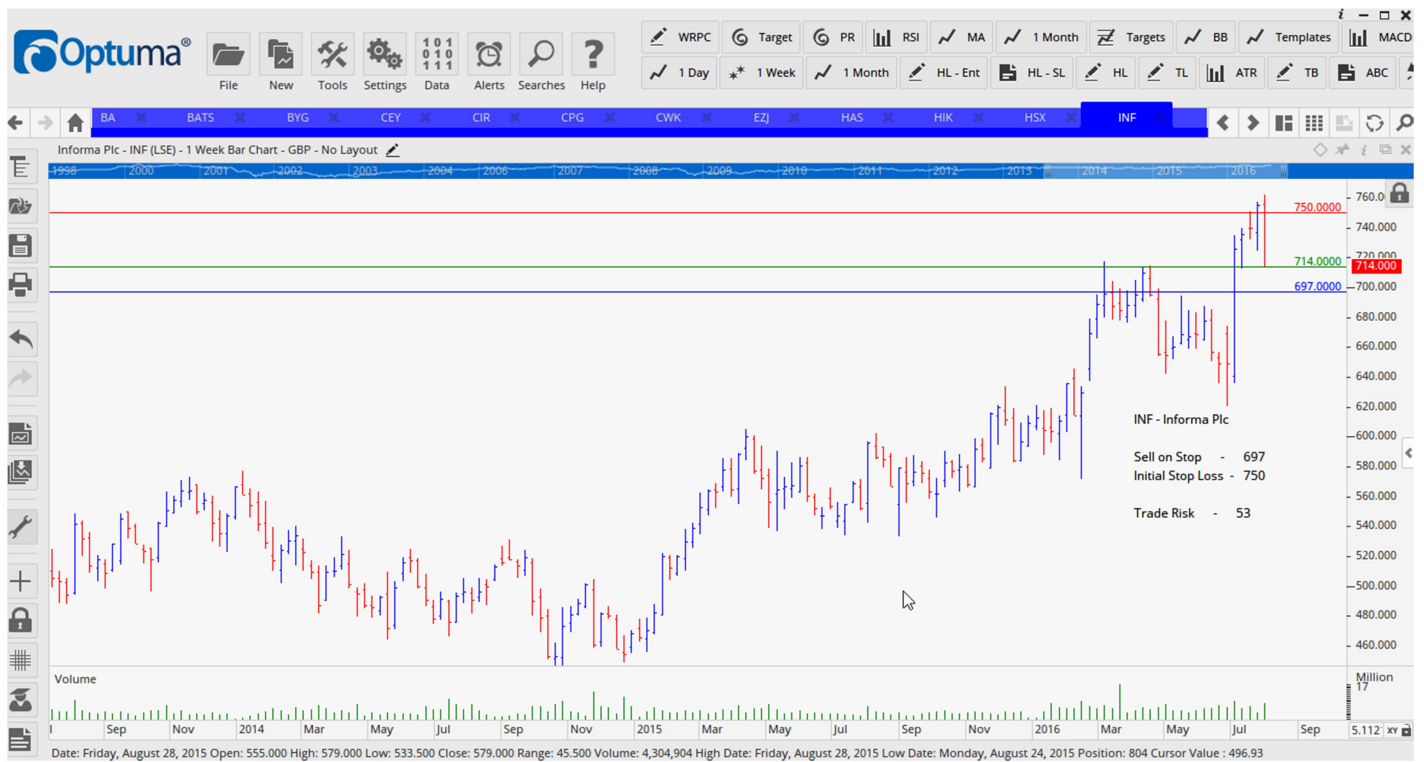 Optuma®
File New Tools Settings Data Alerts Searches Help
101
010
111
WRPC Target PR RSI MA 1 Month Targets BB Templates MACD
1 Day 1 Week 1 Month HL - Ent HL - SL HL TL ATR TB ABC
BA BATS BYG CEY CIR CPG CWK EZJ HAS HIK HSX INF
Informa Plc - INF (LSE) - 1 Week Bar Chart - GBP - No Layout
1998 2000 2001 2002 2003 2004 2006 2007 2008 2009 2010 2011 2012 2013 2014 2015 2016
760.0
750.0000
740.000
720.000
714.0000
714.000
697.0000
700.000
680.000
660.000
640.000
620.000
INF - Informa Plc
600.000
Sell on Stop - 697
580.000
Initial Stop Loss - 750
560.000
Trade Risk - 53
540.000
520.000
500.000
480.000
460.000
Volume
Million
17
Sep Nov 2014 Mar May Jul Sep Nov 2015 Mar May Jul Sep Nov 2016 Mar May Jul Sep
5.112 XY
Date: Friday, August 28, 2015 Open: 555.000 High: 579.000 Low: 533.500 Close: 579.000 Range: 45.500 Volume: 4,304,904 High Date: Friday, August 28, 2015 Low Date: Monday, August 24, 2015 Position: 804 Cursor Value : 496.93